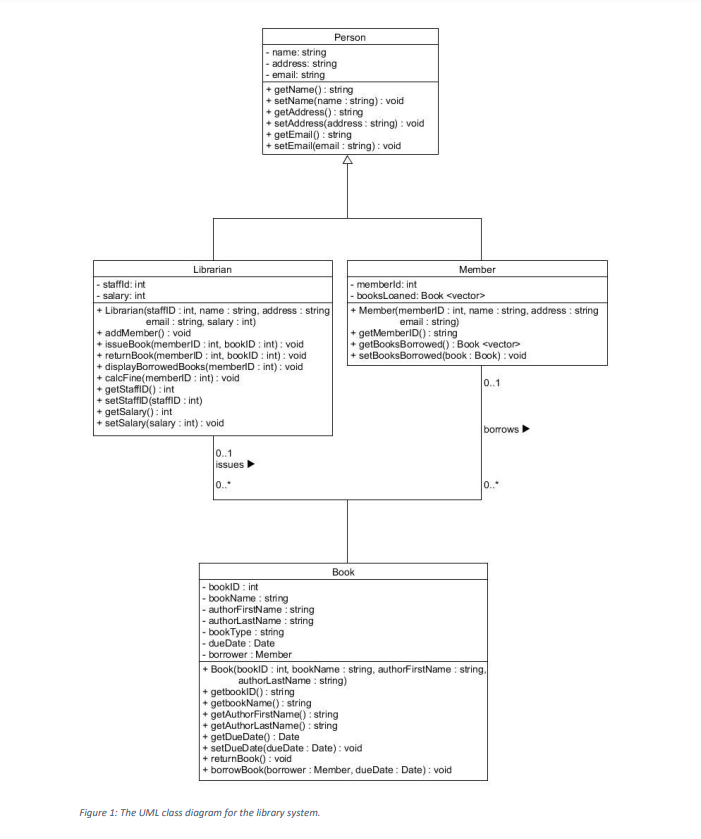 Person
- name: string
- address: string
- email: string
+ getName() : string
+ setName(name : string) : void
+ getAddress() : string
+ setAddress(address : string) : void
+ getEmail() : string
+ setEmail(email : string) : void
Librarian
- staffId: int
- salary: int
+ Librarian(staffID : int, name : string, address : string
email : string, salary : int)
+ addMember() : void
+ issueBook(memberID : int, bookID : int) : void
+ returnBook(memberID : int, bookID : int) : void
+ displayBorrowedBooks(memberID : int) : void
+ calcFine(memberID : int) : void
+ getStaffID() : int
+ setStaffID(staffID : int)
+ getSalary() : int
+ setSalary(salary : int) : void
Member
- memberId: int
- booksLoaned: Book <vector>
+ Member(memberID : int, name : string, address : string
email : string)
+ getMemberID() : string
+ getBooksBorrowed() : Book <vector>
+ setBooksBorrowed(book : Book) : void
0..1
issues ▶
0..*
0..1
borrows ▶
0..*
Book
- bookID : int
- bookName : string
- authorFirstName : string
- authorLastName : string
- bookType : string
- dueDate : Date
- borrower : Member
+ Book(bookID : int, bookName : string, authorFirstName : string,
authorLastName : string)
+ getbookID() : string
+ getbookName() : string
+ getAuthorFirstName() : string
+ getAuthorLastName() : string
+ getDueDate() : Date
+ setDueDate(dueDate : Date) : void
+ returnBook() : void
+ borrowBook(borrower : Member, dueDate : Date) : void
Figure 1: The UML class diagram for the library system.